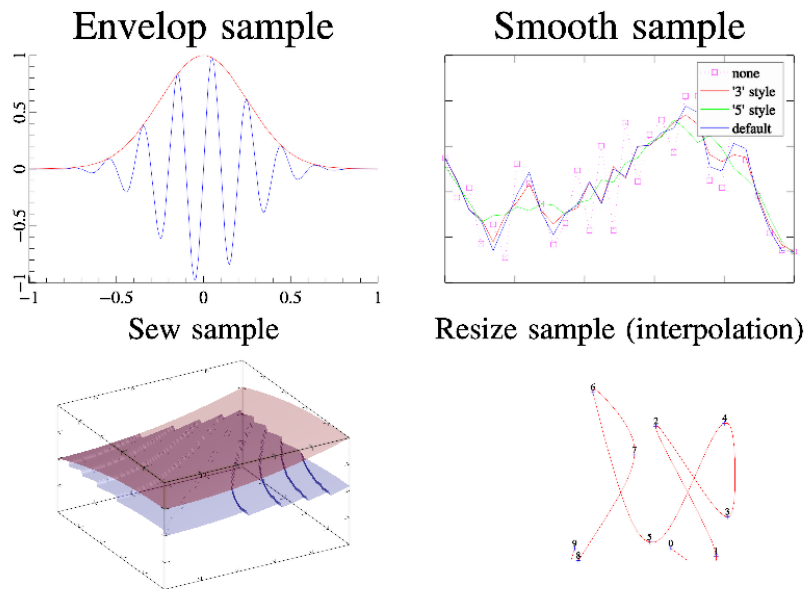 Envelop sample
Smooth sample
1
0.5
0
−0.5
−1
−1
−0.5
0
0.5
1
none
'3' style
'5' style
default
Sew sample
Resize sample (interpolation)
6
2
4
7
3
5
0
1
9
8